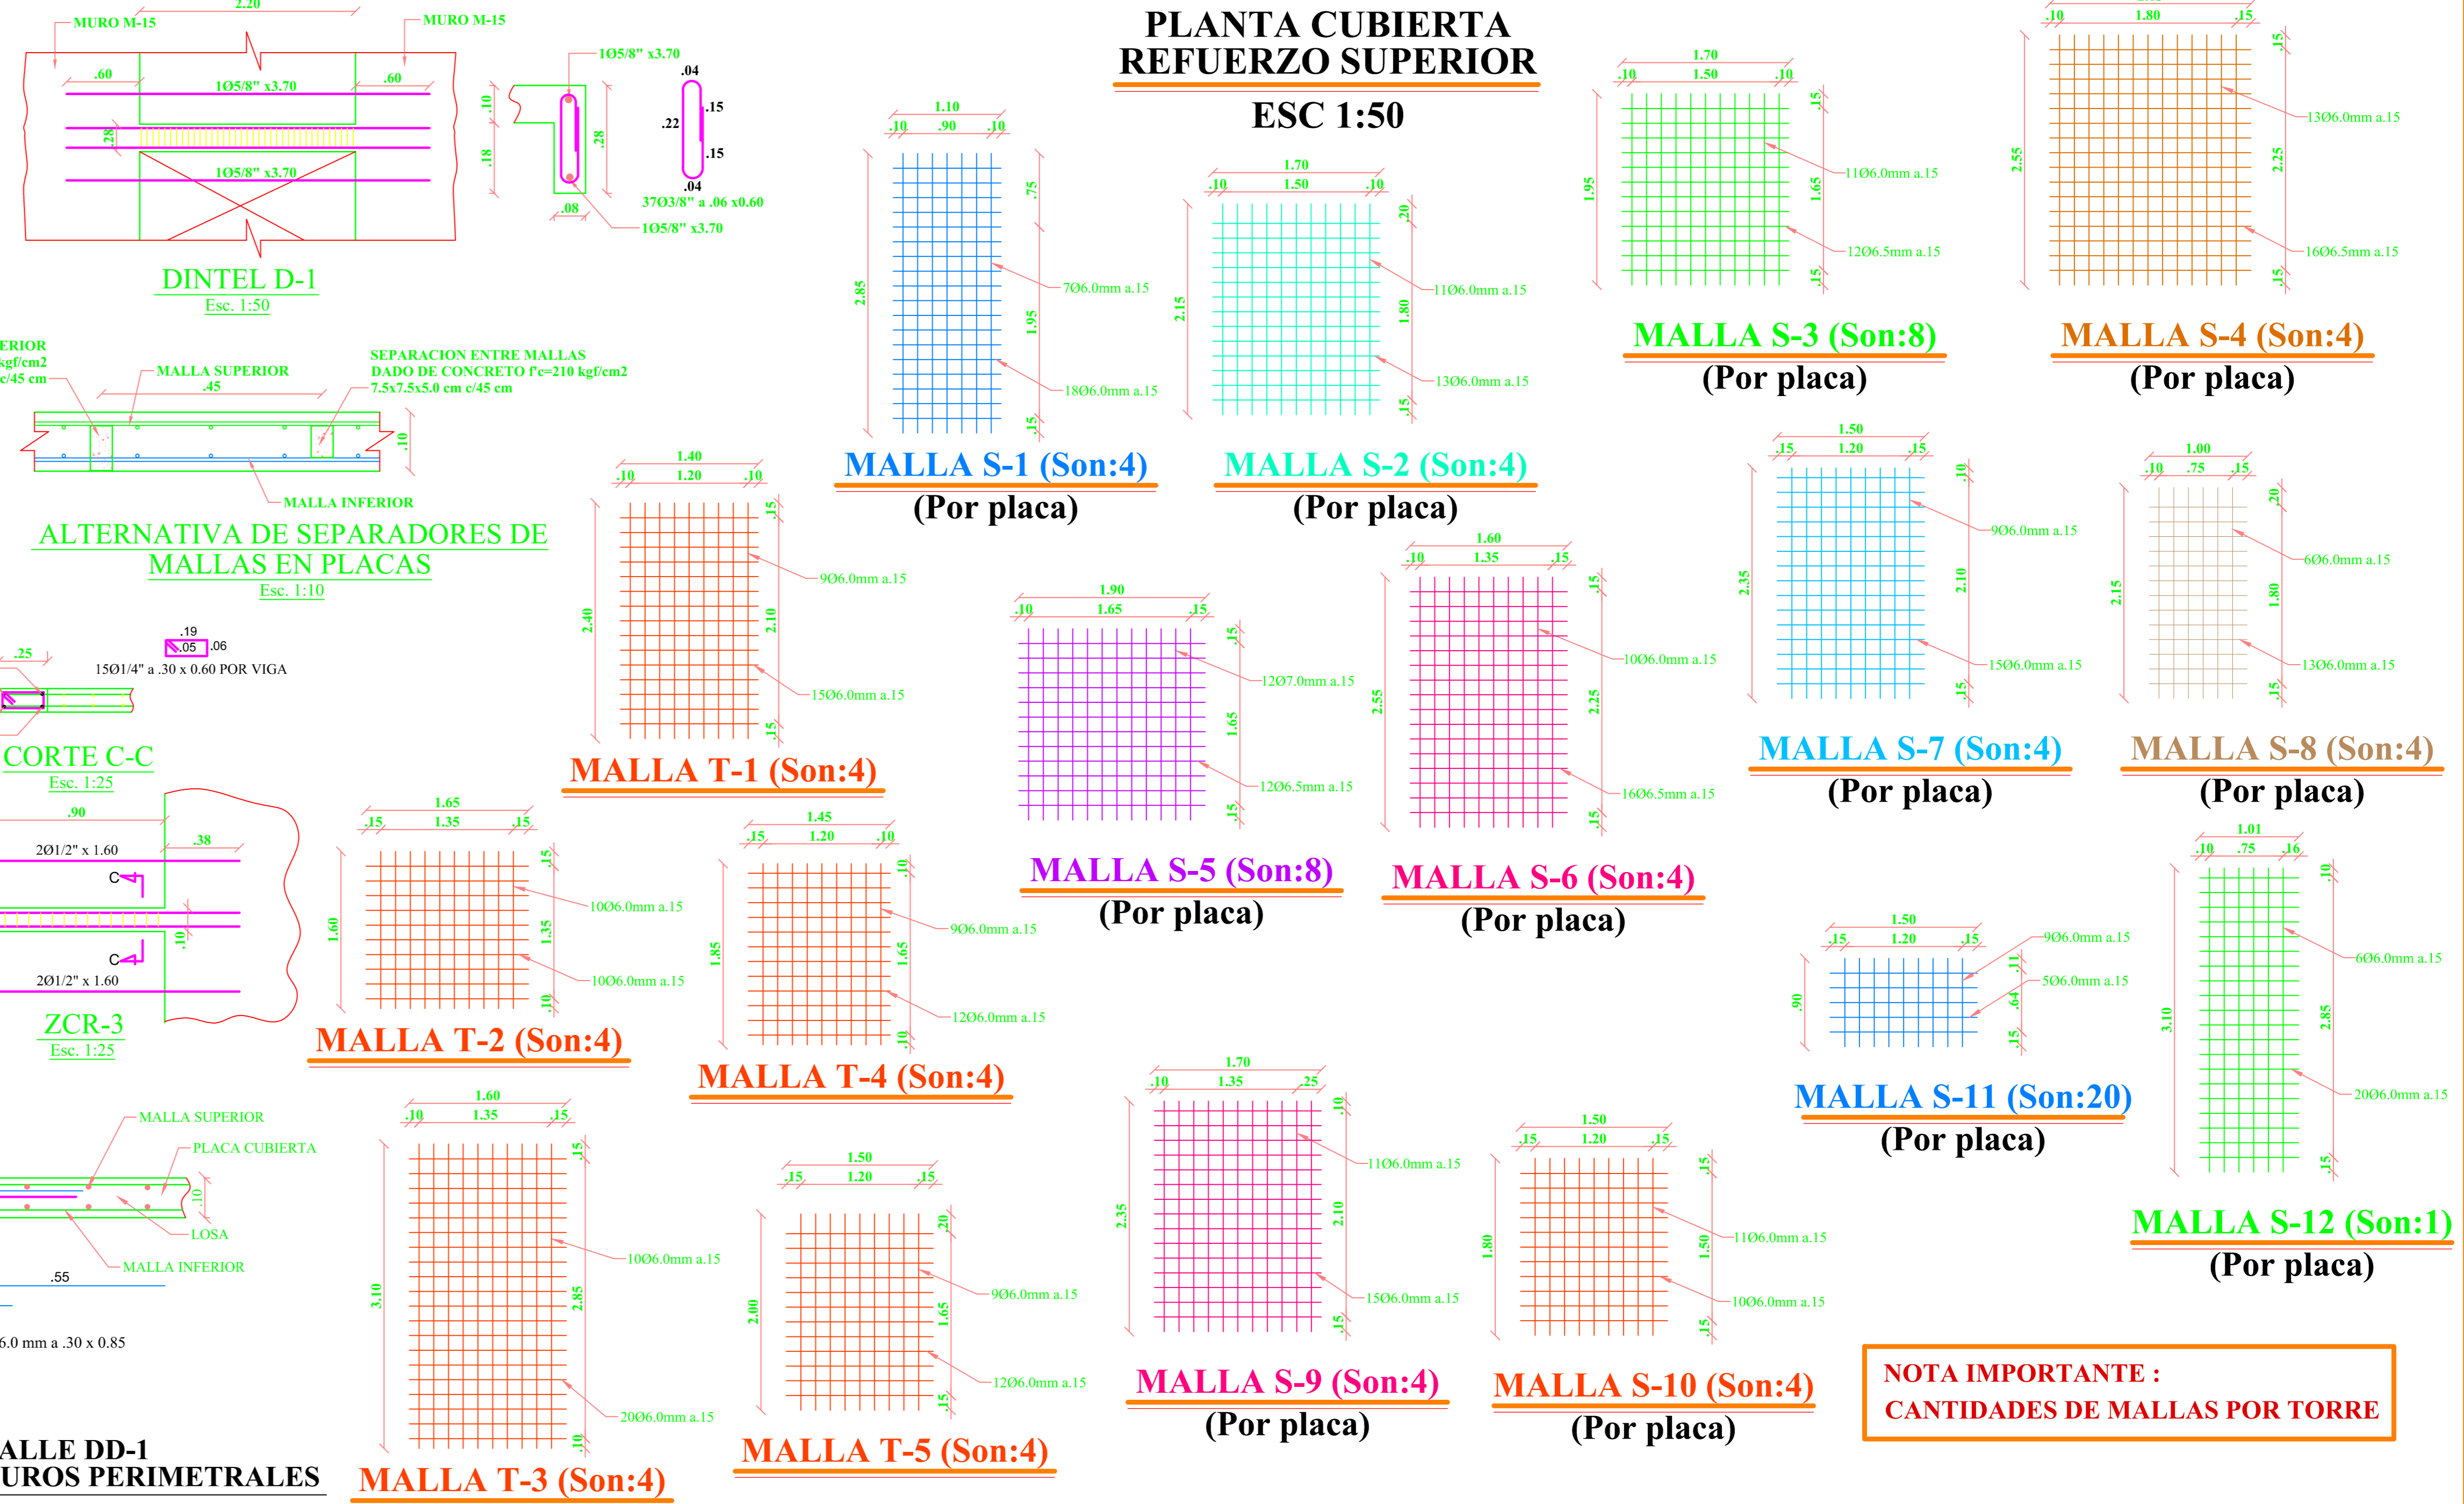 2.20
MURO M-15
MURO M-15
.60
1Ø5/8" x3.70
.60
.28
1Ø5/8" x3.70
DINTEL D-1
Esc. 1:50
1Ø5/8" x3.70
.10
.18
.28
.08
1Ø5/8" x3.70
.04
.15
.22
.15
.04
37Ø3/8" a .06 x0.60
PLANTA CUBIERTA
REFUERZO SUPERIOR
ESC 1:50
1.10
.10 .90 .10
2.85
.75
1.95
.15
7Ø6.0mm a.15
18Ø6.0mm a.15
MALLA S-1 (Son:4)
(Por placa)
1.70
.10 1.50 .10
2.15
.20
1.80
.15
11Ø6.0mm a.15
13Ø6.0mm a.15
MALLA S-2 (Son:4)
(Por placa)
1.70
.10 1.50 .10
1.95
.15
1.65
.15
11Ø6.0mm a.15
12Ø6.5mm a.15
MALLA S-3 (Son:8)
(Por placa)
.10 1.80 .15
2.55
.15
2.25
.15
13Ø6.0mm a.15
16Ø6.5mm a.15
MALLA S-4 (Son:4)
(Por placa)
ERIOR
kgf/cm2
c/45 cm
MALLA SUPERIOR
.45
SEPARACION ENTRE MALLAS
DADO DE CONCRETO f'c=210 kgf/cm2
7.5x7.5x5.0 cm c/45 cm
.10
MALLA INFERIOR
ALTERNATIVA DE SEPARADORES DE
MALLAS EN PLACAS
Esc. 1:10
1.40
.10 1.20 .10
2.40
.15
2.10
.15
9Ø6.0mm a.15
15Ø6.0mm a.15
MALLA T-1 (Son:4)
1.90
.10 1.65 .15
.15
1.65
.15
12Ø7.0mm a.15
12Ø6.5mm a.15
MALLA S-5 (Son:8)
(Por placa)
1.60
.10 1.35 .15
2.55
.15
2.25
.15
10Ø6.0mm a.15
16Ø6.5mm a.15
MALLA S-6 (Son:4)
(Por placa)
1.50
.15 1.20 .15
2.35
.10
2.10
.15
9Ø6.0mm a.15
15Ø6.0mm a.15
MALLA S-7 (Son:4)
(Por placa)
1.00
.10 .75 .15
2.15
.20
1.80
.15
6Ø6.0mm a.15
13Ø6.0mm a.15
MALLA S-8 (Son:4)
(Por placa)
.25
.19
.05 .06
15Ø1/4" a .30 x 0.60 POR VIGA
CORTE C-C
Esc. 1:25
.90
.38
2Ø1/2" x 1.60
C
.10
C
2Ø1/2" x 1.60
ZCR-3
Esc. 1:25
1.65
.15 1.35 .15
1.60
.15
1.35
.10
10Ø6.0mm a.15
10Ø6.0mm a.15
MALLA T-2 (Son:4)
1.45
.15 1.20 .10
1.85
.10
1.65
.10
9Ø6.0mm a.15
12Ø6.0mm a.15
MALLA T-4 (Son:4)
1.50
.15 1.20 .15
.90
.11
.64
.15
9Ø6.0mm a.15
5Ø6.0mm a.15
MALLA S-11 (Son:20)
(Por placa)
1.01
.10 .75 .16
3.10
.10
2.85
.15
6Ø6.0mm a.15
20Ø6.0mm a.15
MALLA S-12 (Son:1)
(Por placa)
MALLA SUPERIOR
PLACA CUBIERTA
.10
LOSA
MALLA INFERIOR
.55
6.0 mm a .30 x 0.85
ALLE DD-1
UROS PERIMETRALES
1.60
.10 1.35 .15
3.10
.15
2.85
.10
10Ø6.0mm a.15
20Ø6.0mm a.15
MALLA T-3 (Son:4)
1.50
.15 1.20 .15
2.00
.20
1.65
.15
9Ø6.0mm a.15
12Ø6.0mm a.15
MALLA T-5 (Son:4)
1.70
.10 1.35 .25
2.35
.10
2.10
.15
11Ø6.0mm a.15
15Ø6.0mm a.15
MALLA S-9 (Son:4)
(Por placa)
1.50
.15 1.20 .15
1.80
.15
1.50
.15
11Ø6.0mm a.15
10Ø6.0mm a.15
MALLA S-10 (Son:4)
(Por placa)
NOTA IMPORTANTE :
CANTIDADES DE MALLAS POR TORRE